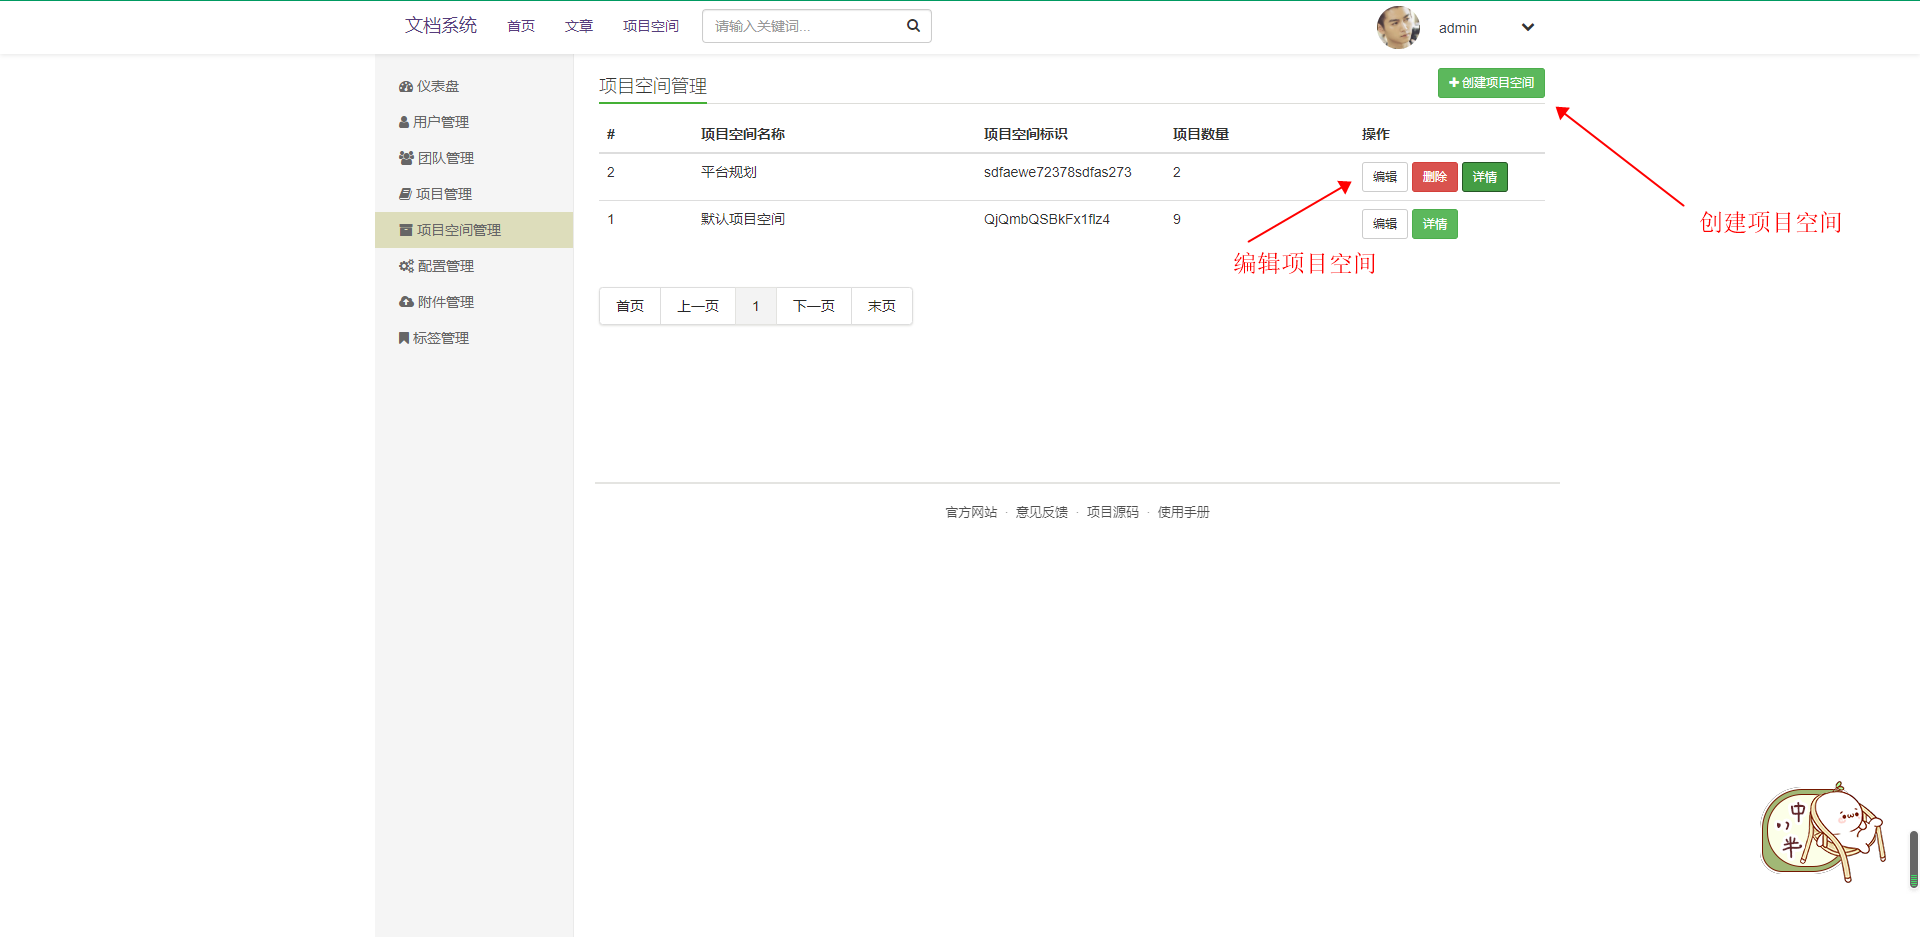 文档系统 首页 文章 项目空间 请输入关键词... admin
仪表盘
用户管理
团队管理
项目管理
项目空间管理
配置管理
附件管理
标签管理
项目空间管理 创建项目空间
# 项目空间名称 项目空间标识 项目数量 操作
2 平台规划 sdfaewe72378sdfas273 2 编辑 删除 详情
1 默认项目空间 QjQmbQSBkFx1flz4 9 编辑 详情
创建项目空间
编辑项目空间
首页 上一页 1 下一页 末页
官方网站 · 意见反馈 · 项目源码 · 使用手册
中
半